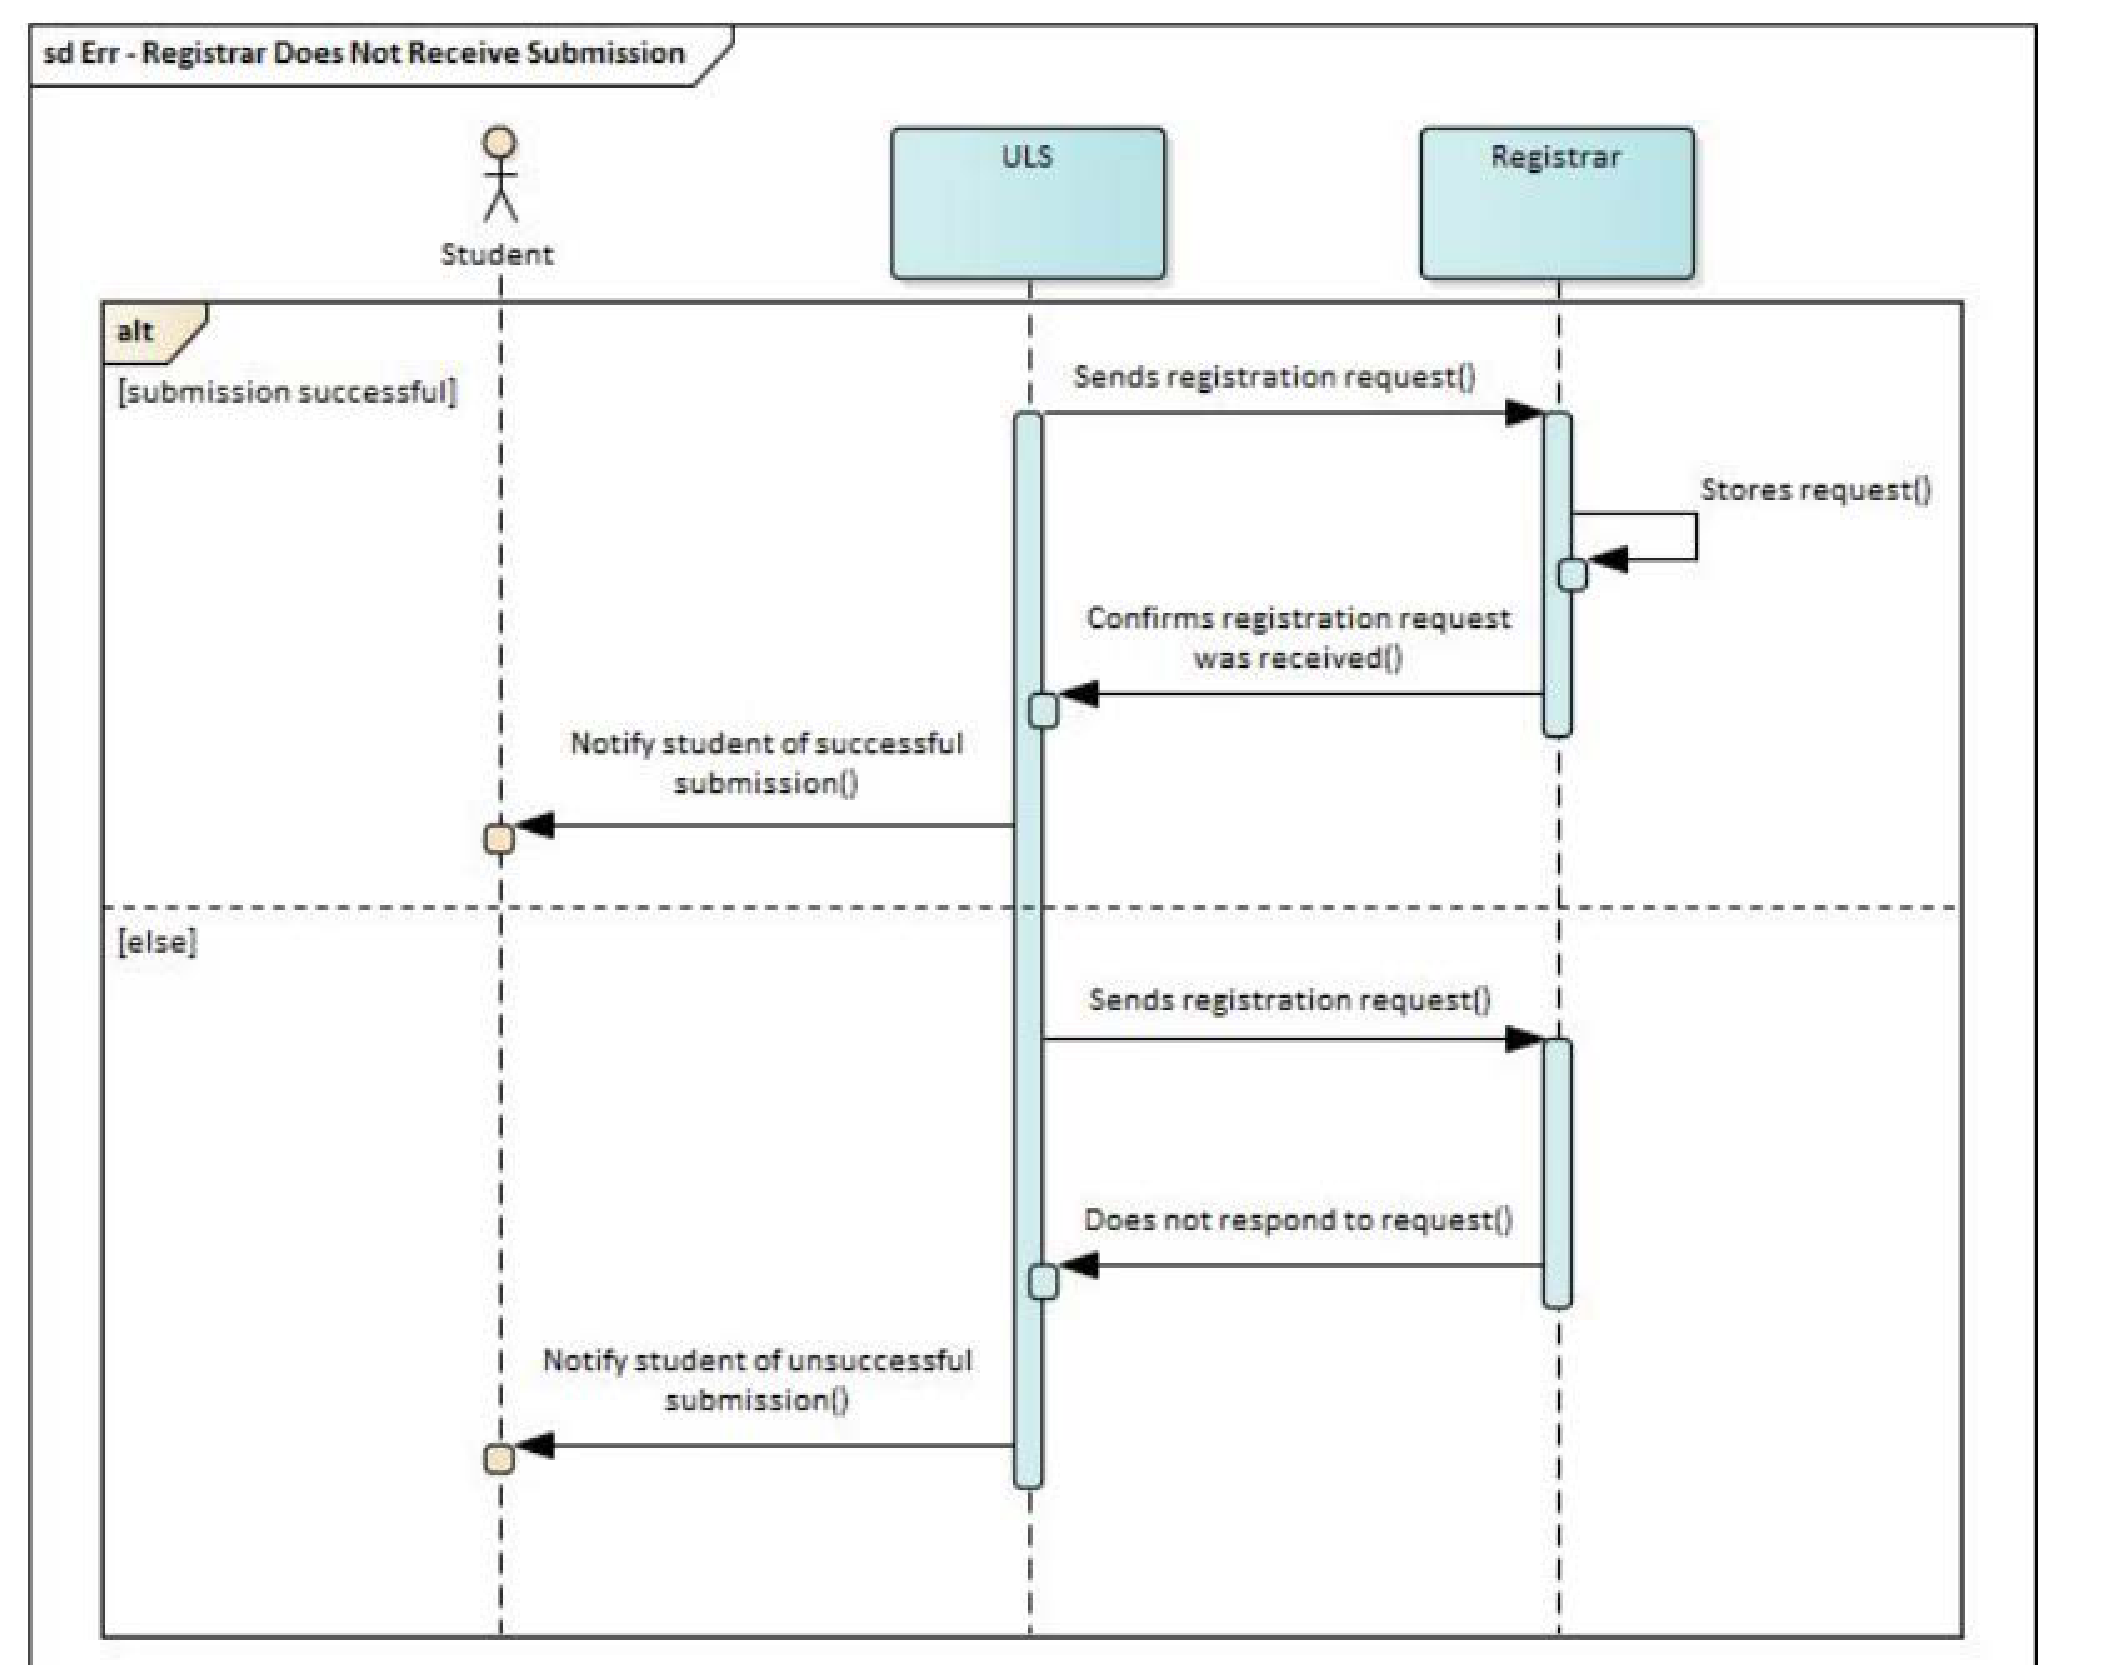 sd Err - Registrar Does Not Receive Submission
Student
ULS
Registrar
alt
[submission successful]
Sends registration request()
Stores request()
Confirms registration request
was received()
Notify student of successful
submission()
[else]
Sends registration request()
Does not respond to request()
Notify student of unsuccessful
submission()